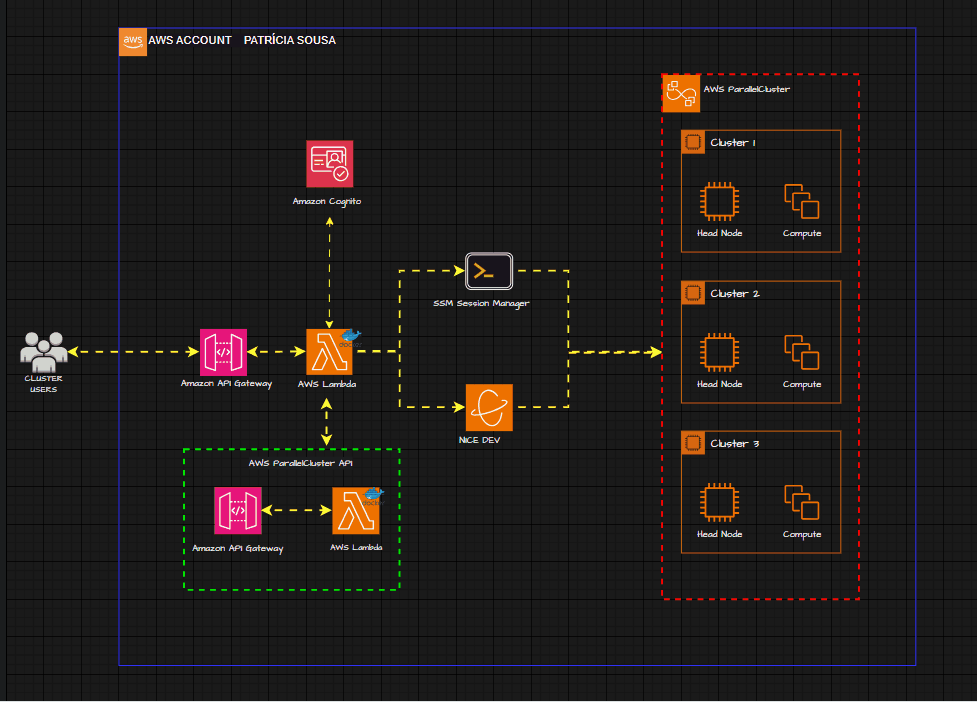 aws
AWS ACCOUNT PATRÍCIA SOUSA
AWS ParallelCluster
Cluster 1
Head Node
Compute
Amazon Cognito
SSM Session Manager
Cluster 2
Head Node
Compute
CLUSTER
USERS
Amazon API Gateway
AWS Lambda
docker
NICE DEV
Cluster 3
Head Node
Compute
AWS ParallelCluster API
docker
Amazon API Gateway
AWS Lambda